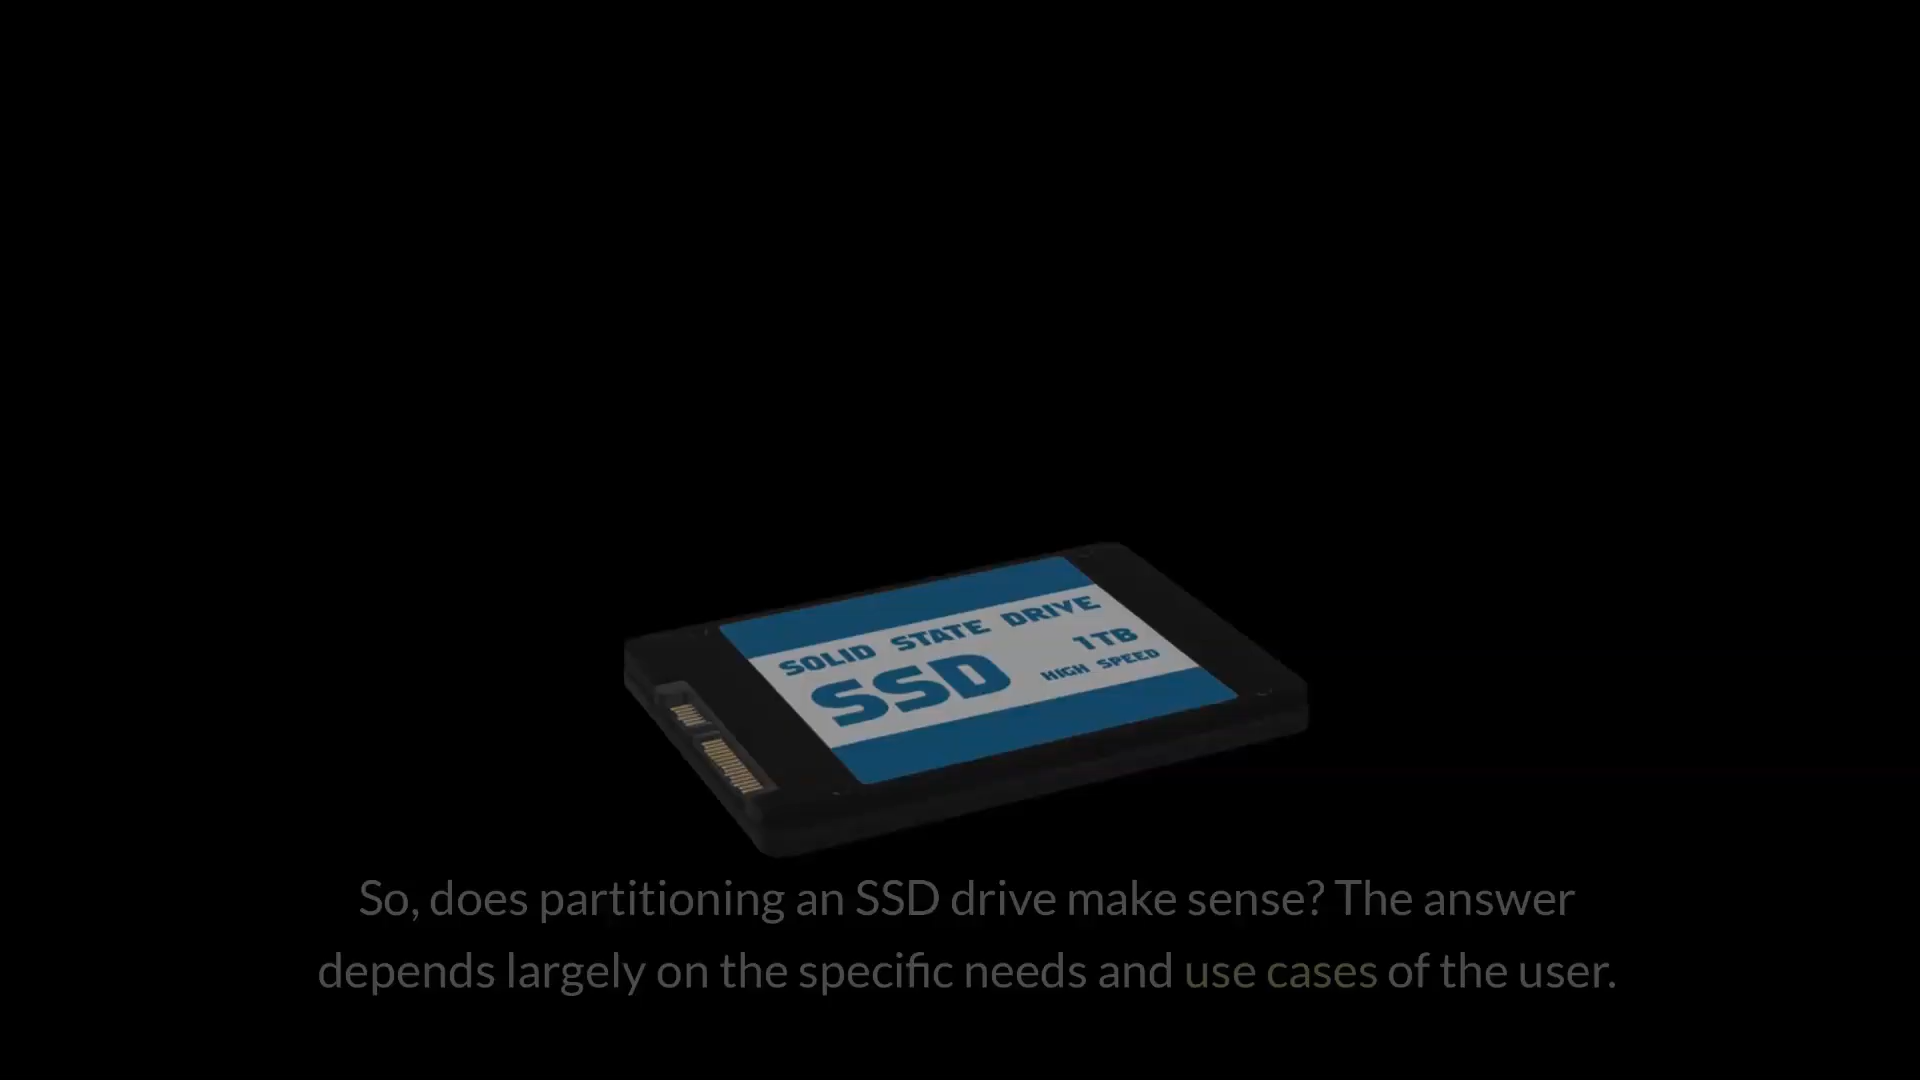 SOLID STATE DRIVE
SSD
1TB
HIGH SPEED
So, does partitioning an SSD drive make sense? The answer
depends largely on the specific needs and use cases of the user.